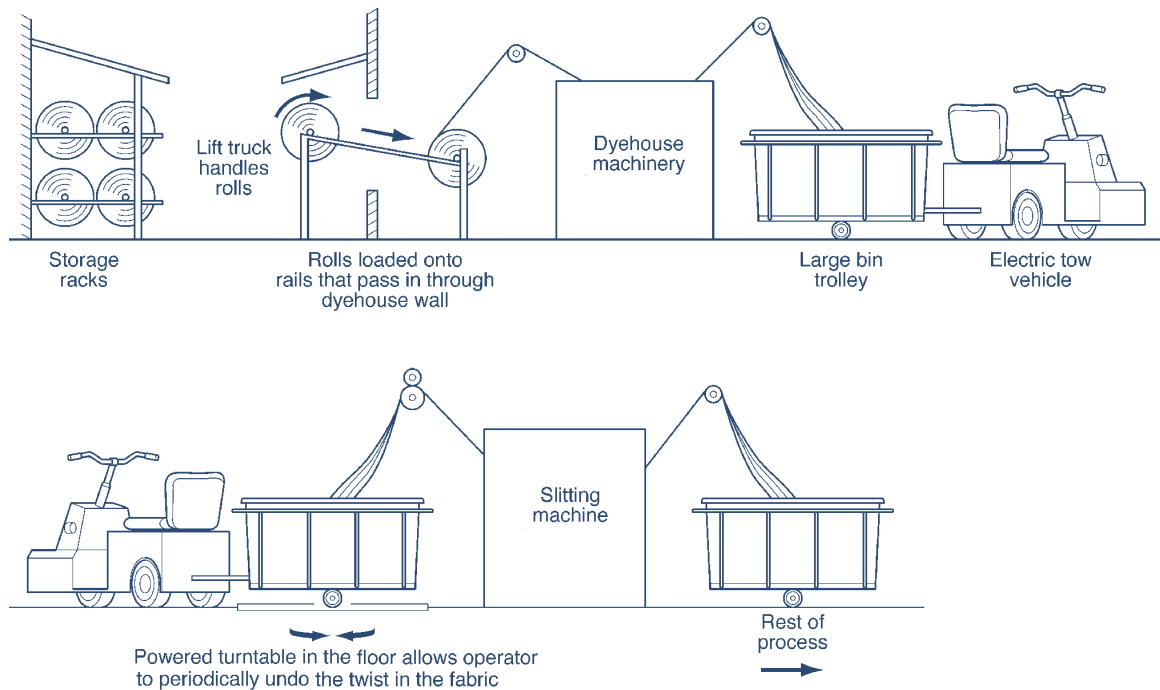 Lift truck
handles
rolls
Dyehouse
machinery
Storage
racks
Rolls loaded onto
rails that pass in through
dyehouse wall
Large bin
trolley
Electric tow
vehicle
Slitting
machine
Powered turntable in the floor allows operator
to periodically undo the twist in the fabric
Rest of
process